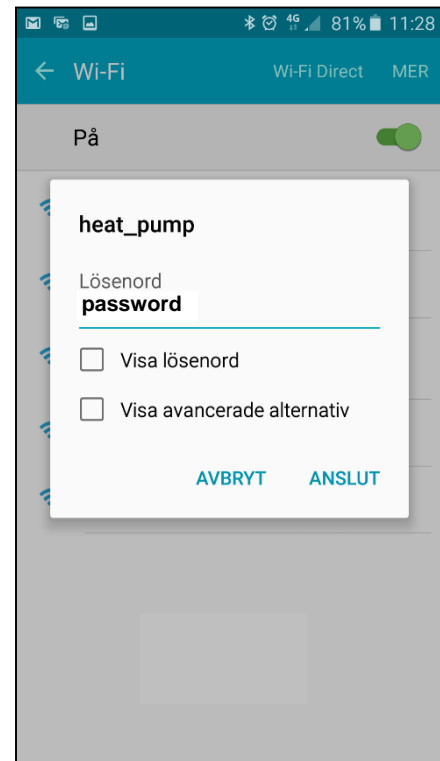 4G 81% 11:28
Wi-Fi Wi-Fi Direct MER
På
heat_pump
Lösenord
password
Visa lösenord
Visa avancerade alternativ
AVBRYT ANSLUT